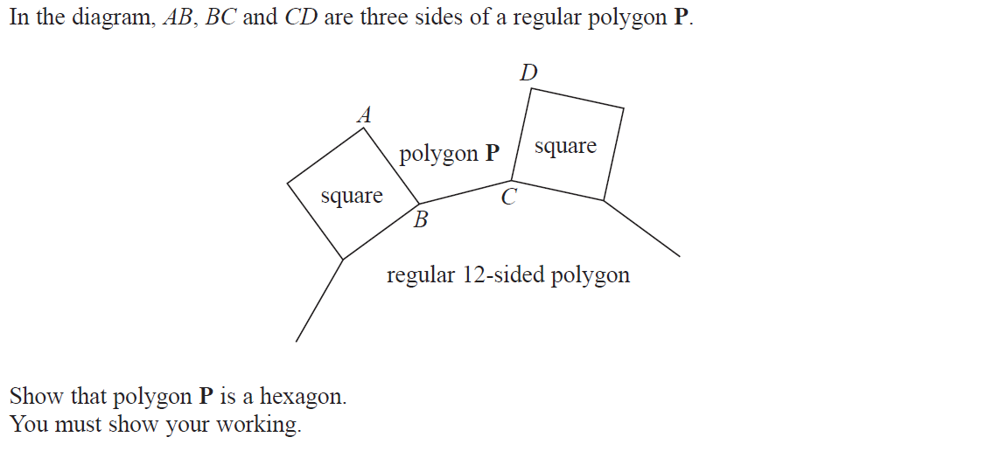 In the diagram, AB, BC and CD are three sides of a regular polygon P.
D
A
polygon P
square
square
C
B
regular 12-sided polygon
Show that polygon P is a hexagon.
You must show your working.